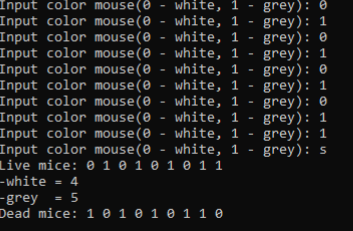 Input color mouse(0 - white, 1 - grey): 0
Input color mouse(0 - white, 1 - grey): 1
Input color mouse(0 - white, 1 - grey): 0
Input color mouse(0 - white, 1 - grey): 1
Input color mouse(0 - white, 1 - grey): 0
Input color mouse(0 - white, 1 - grey): 1
Input color mouse(0 - white, 1 - grey): 0
Input color mouse(0 - white, 1 - grey): 1
Input color mouse(0 - white, 1 - grey): 1
Input color mouse(0 - white, 1 - grey): s
Live mice: 0 1 0 1 0 1 0 1 1
-white = 4
-grey  = 5
Dead mice: 1 0 1 0 1 0 1 1 0